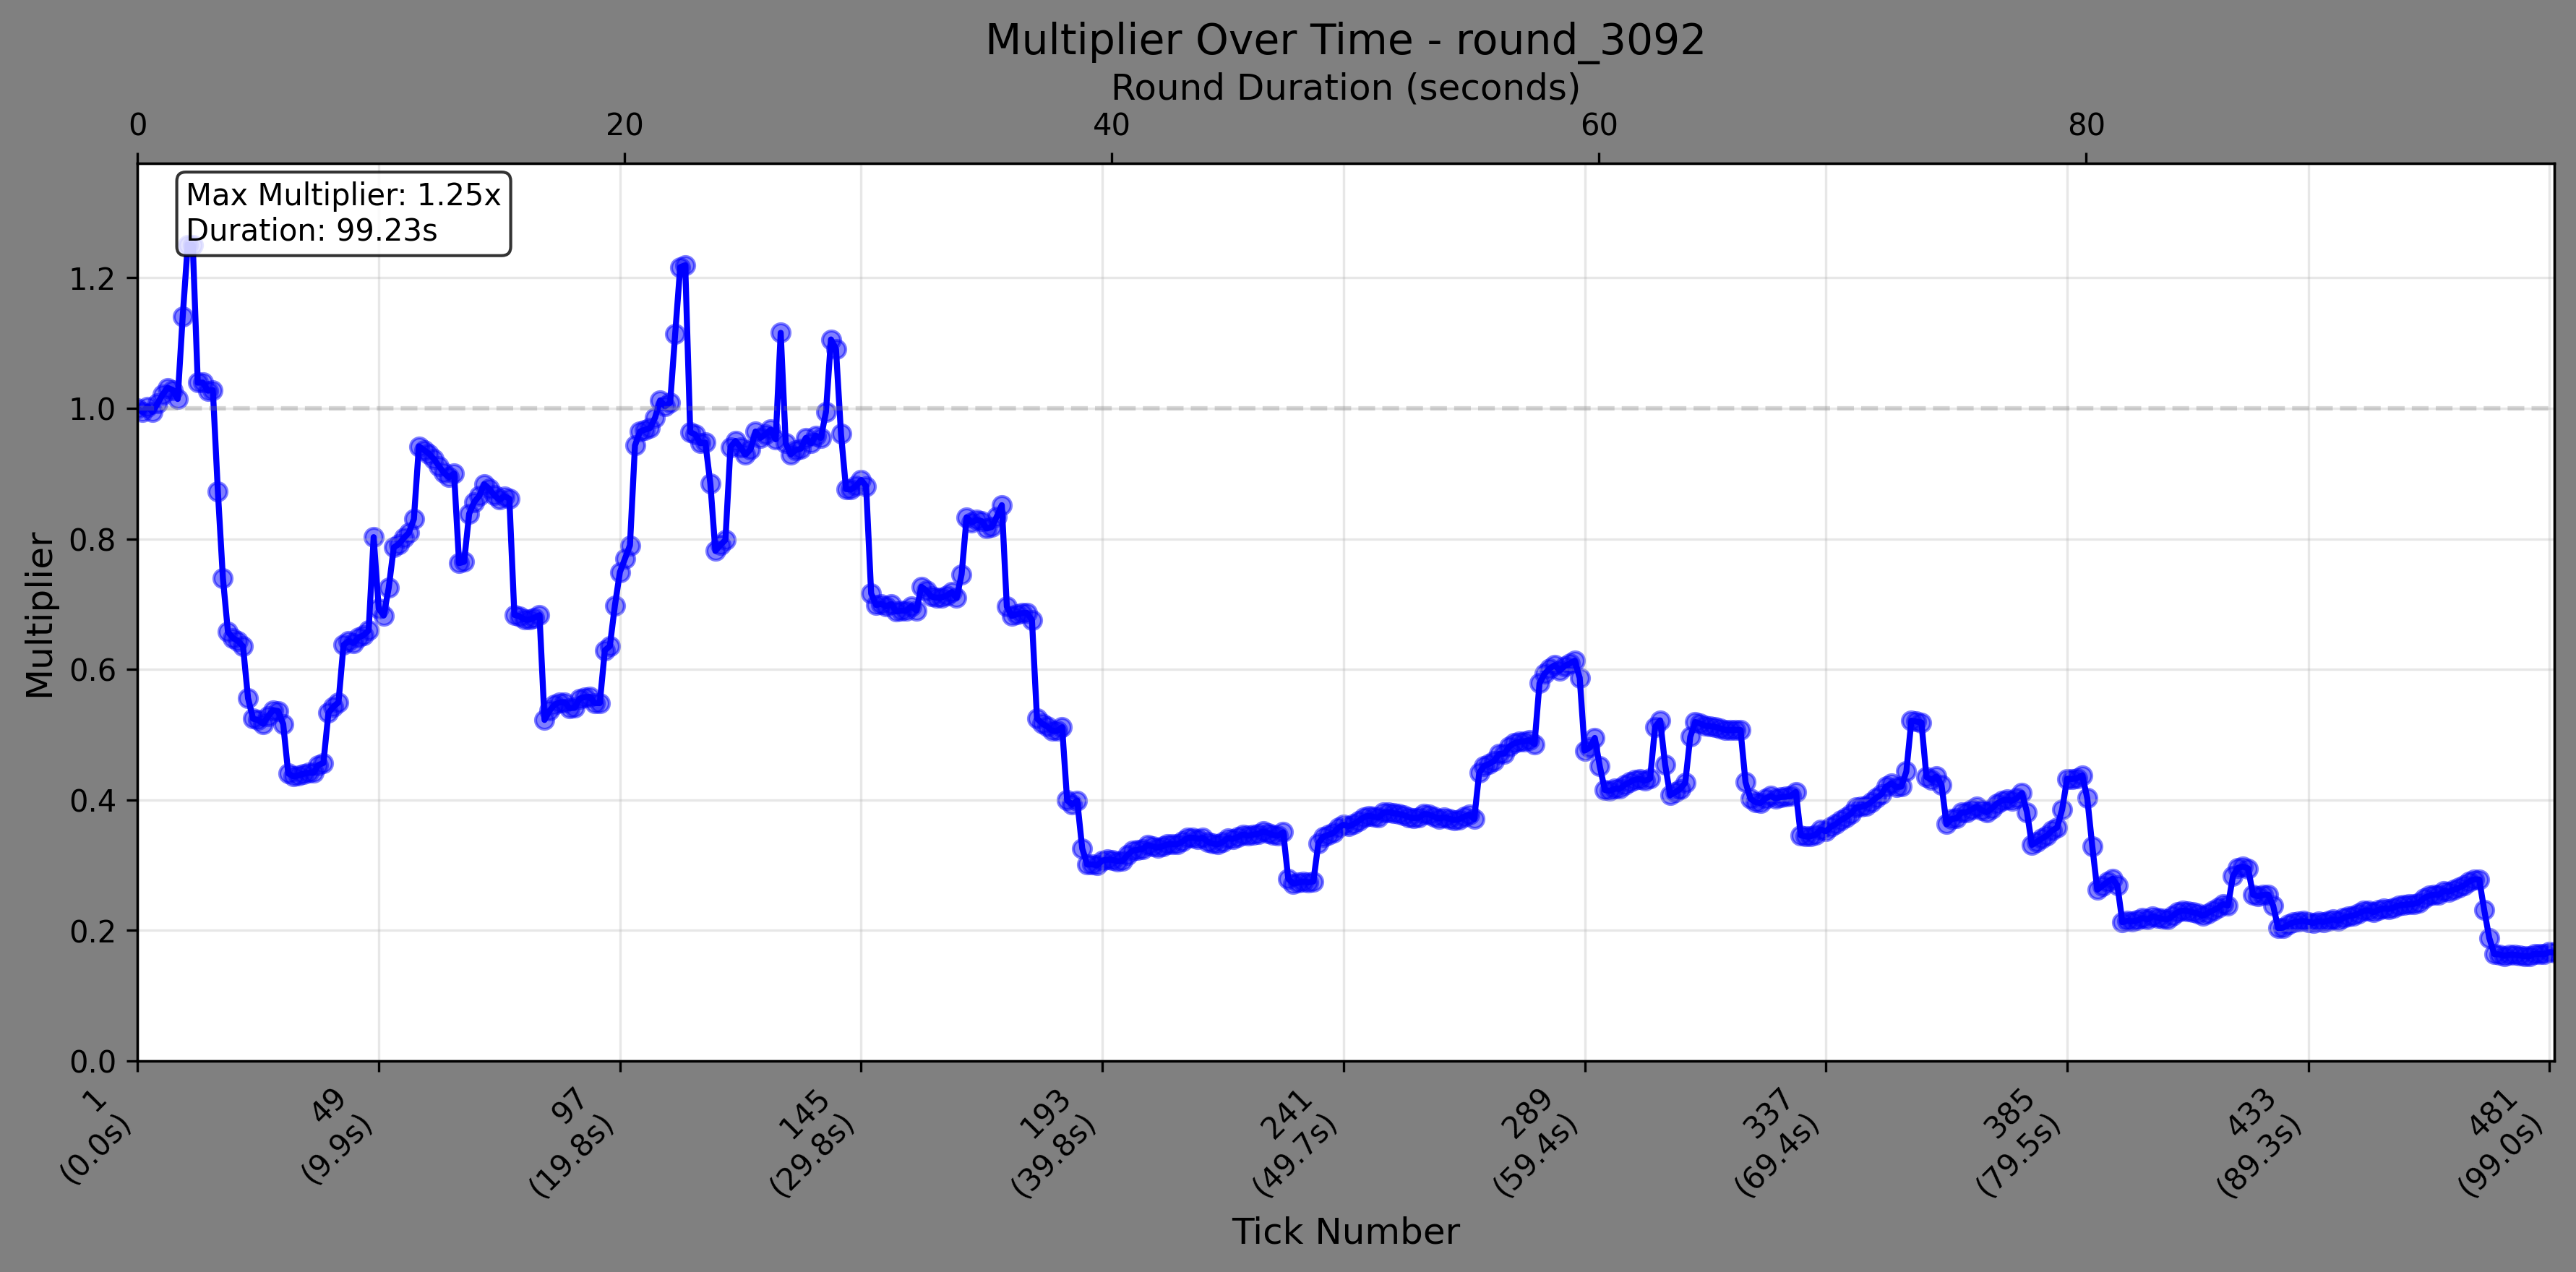 Multiplier Over Time - round_3092
Round Duration (seconds)
0 20 40 60 80
Max Multiplier: 1.25x
Duration: 99.23s
Multiplier
1.2
1.0
0.8
0.6
0.4
0.2
0.0
1
(0.0s)
49
(9.9s)
97
(19.8s)
145
(29.8s)
193
(39.8s)
241
(49.7s)
289
(59.4s)
337
(69.4s)
385
(79.5s)
433
(89.3s)
481
(99.0s)
Tick Number